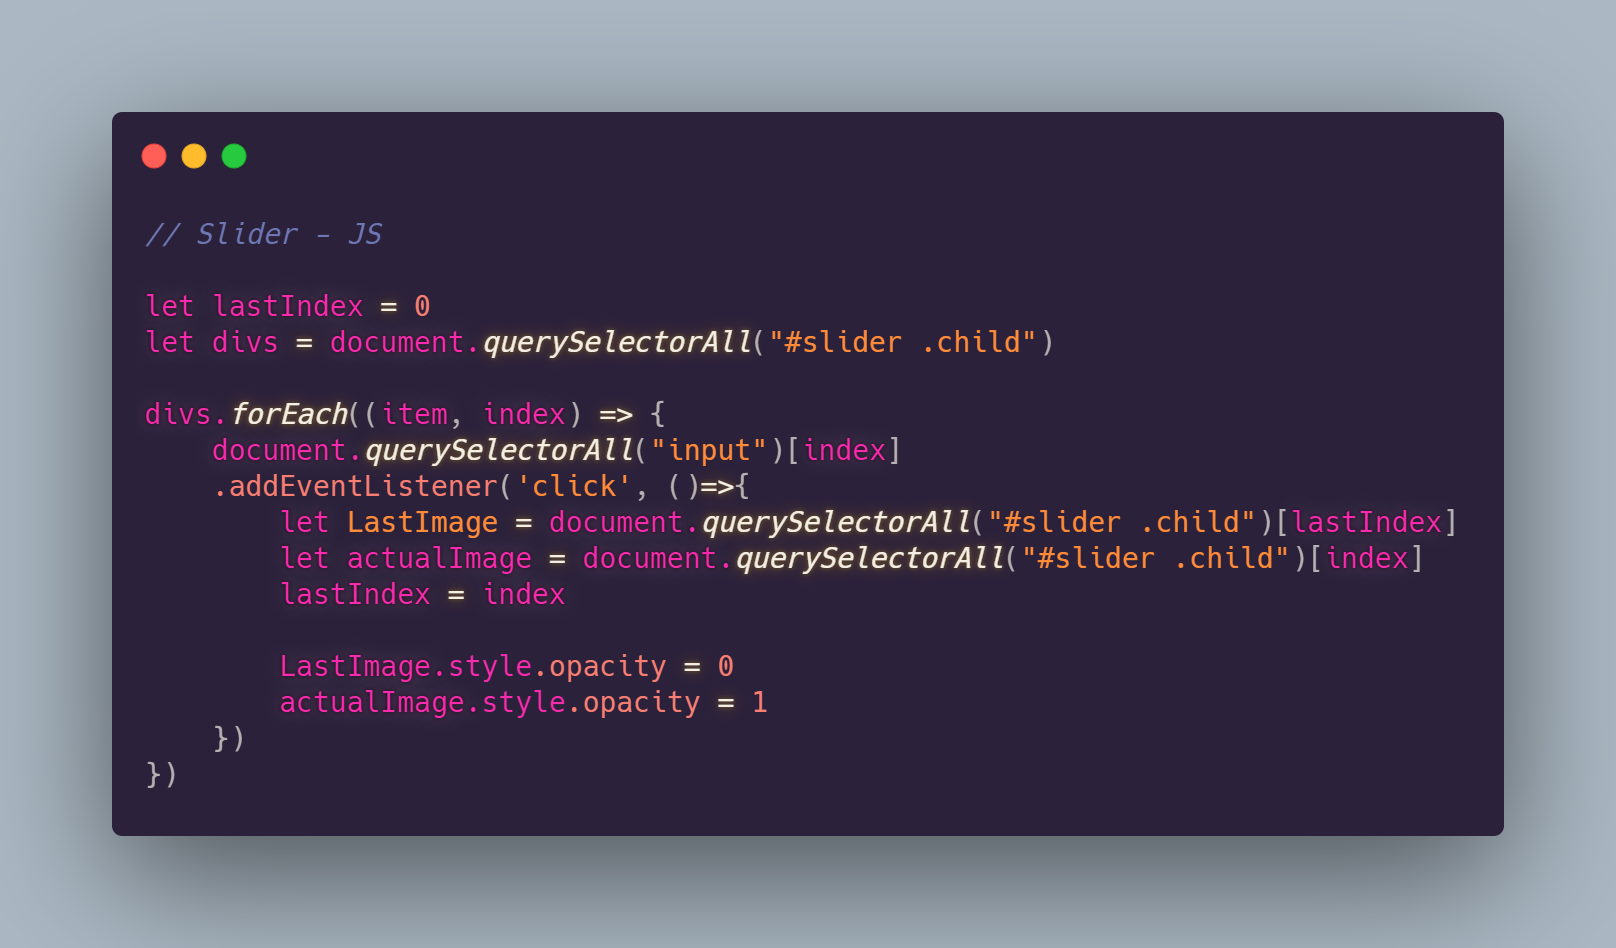 // Slider - JS
let lastIndex = 0
let divs = document.querySelectorAll("#slider .child")
divs.forEach((item, index) => {
    document.querySelectorAll("input")[index]
    .addEventListener('click', ()=>{
        let LastImage = document.querySelectorAll("#slider .child")[lastIndex]
        let actualImage = document.querySelectorAll("#slider .child")[index]
        lastIndex = index
        LastImage.style.opacity = 0
        actualImage.style.opacity = 1
    })
})